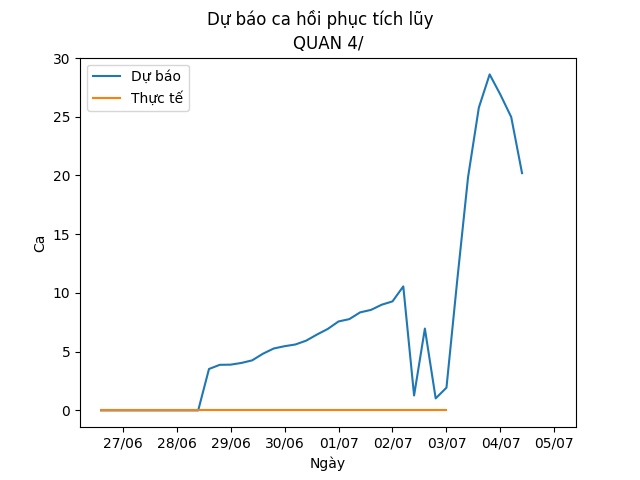 Dự báo ca hồi phục tích lũy
QUAN 4/
Dự báo
Thực tế
Ca
30
25
20
15
10
5
0
27/06 28/06 29/06 30/06 01/07 02/07 03/07 04/07 05/07
Ngày